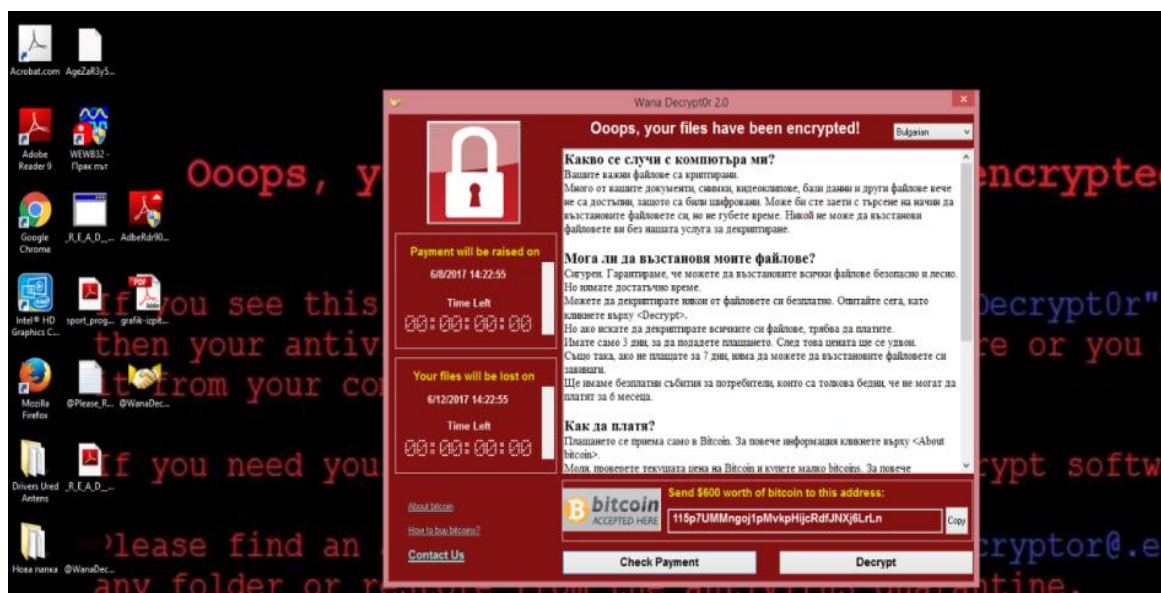 Acrobat.com
AgeZaR3y5...
Adobe
Reader 9
WEWB32 -
Пряк път
Google
Chrome
_R_E_A_D__...
AdbeRdr90...
Intel® HD
Graphics C...
sport_prog...
grafik-izpit...
Mozilla
Firefox
@Please_R...
@WanaDec...
Drivers Ured
Antens
_R_E_A_D__...
Нова папка
@WanaDec...
Ooops, y
encrypte
If you see this
Decrypt0r"
then your antiv
re or you
it from your co
If you need you
rypt softw
Please find an
cryptor@.e
any folder or restore from the antivirus quarantine.
Wana Decrypt0r 2.0
Ooops, your files have been encrypted!
Bulgarian
Payment will be raised on
6/8/2017 14:22:55
Time Left
00:00:00:00
Your files will be lost on
6/12/2017 14:22:55
Time Left
00:00:00:00
About bitcoin
How to buy bitcoins?
Contact Us
Какво се случи с компютъра ми?
Вашите важни файлове са криптирани.
Много от вашите документи, снимки, видеоклипове, бази данни и други файлове вече
не са достъпни, защото са били шифровани. Може би сте заети с търсене на начин да
възстановите файловете си, но не губете време. Никой не може да възстанови
файловете ви без нашата услуга за декриптиране.
Мога ли да възстановя моите файлове?
Сигурен. Гарантираме, че можете да възстановите всички файлове безопасно и лесно.
Но нямате достатъчно време.
Можете да декриптирате някои от файловете си безплатно. Опитайте сега, като
кликнете върху <Decrypt>.
Но ако искате да декриптирате всичките си файлове, трябва да платите.
Имате само 3 дни, за да подадете плащането. След това цената ще се удвои.
Също така, ако не плащате за 7 дни, няма да можете да възстановите файловете си
завинаги.
Ще имаме безплатни събития за потребители, които са толкова бедни, че не могат да
платят за 6 месеца.
Как да платя?
Плащането се приема само в Bitcoin. За повече информация кликнете върху <About
bitcoin>.
Моля, проверете текущата цена на Bitcoin и купете малко bitcoins. За повече
bitcoin
ACCEPTED HERE
Send $600 worth of bitcoin to this address:
115p7UMMngoj1pMvkpHijcRdfJNXj6LrLn
Copy
Check Payment
Decrypt